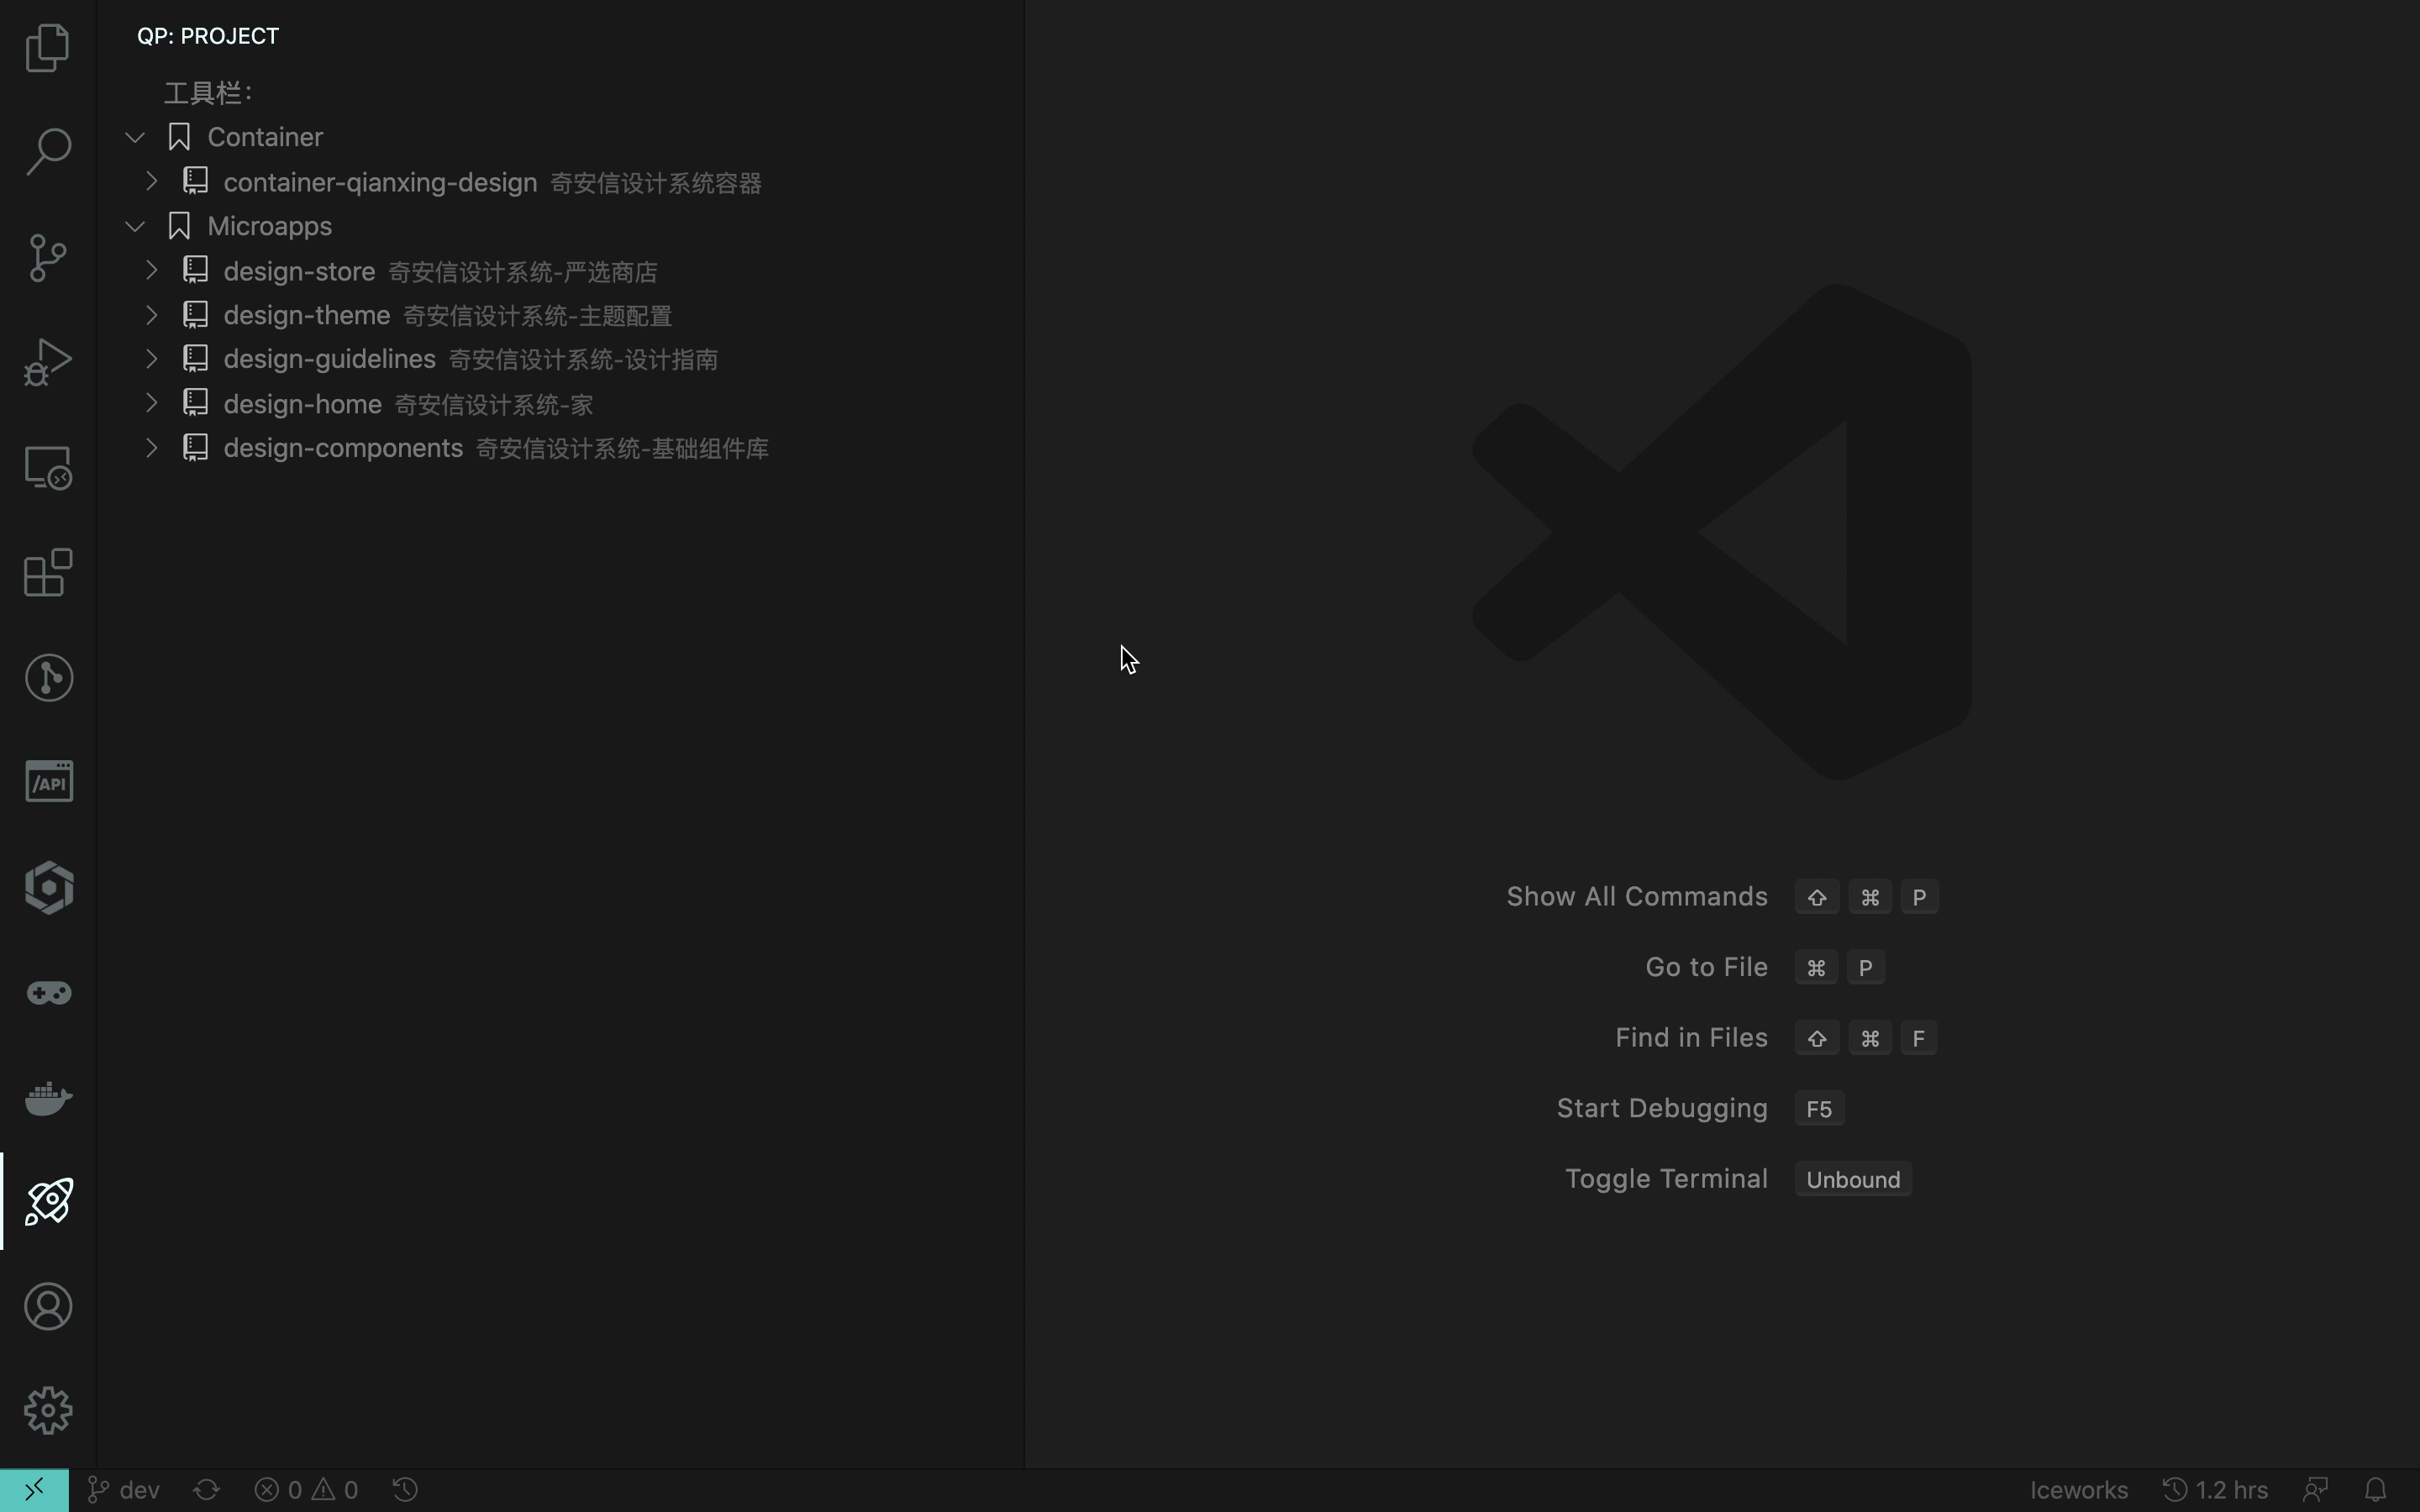 QP: PROJECT
工具栏:
Container
container-qianxing-design 奇安信设计系统容器
Microapps
design-store 奇安信设计系统-严选商店
design-theme 奇安信设计系统-主题配置
design-guidelines 奇安信设计系统-设计指南
design-home 奇安信设计系统-家
design-components 奇安信设计系统-基础组件库
/API
Show All Commands ⇧ ⌘ P
Go to File ⌘ P
Find in Files ⇧ ⌘ F
Start Debugging F5
Toggle Terminal Unbound
dev 0 0 Iceworks 1.2 hrs